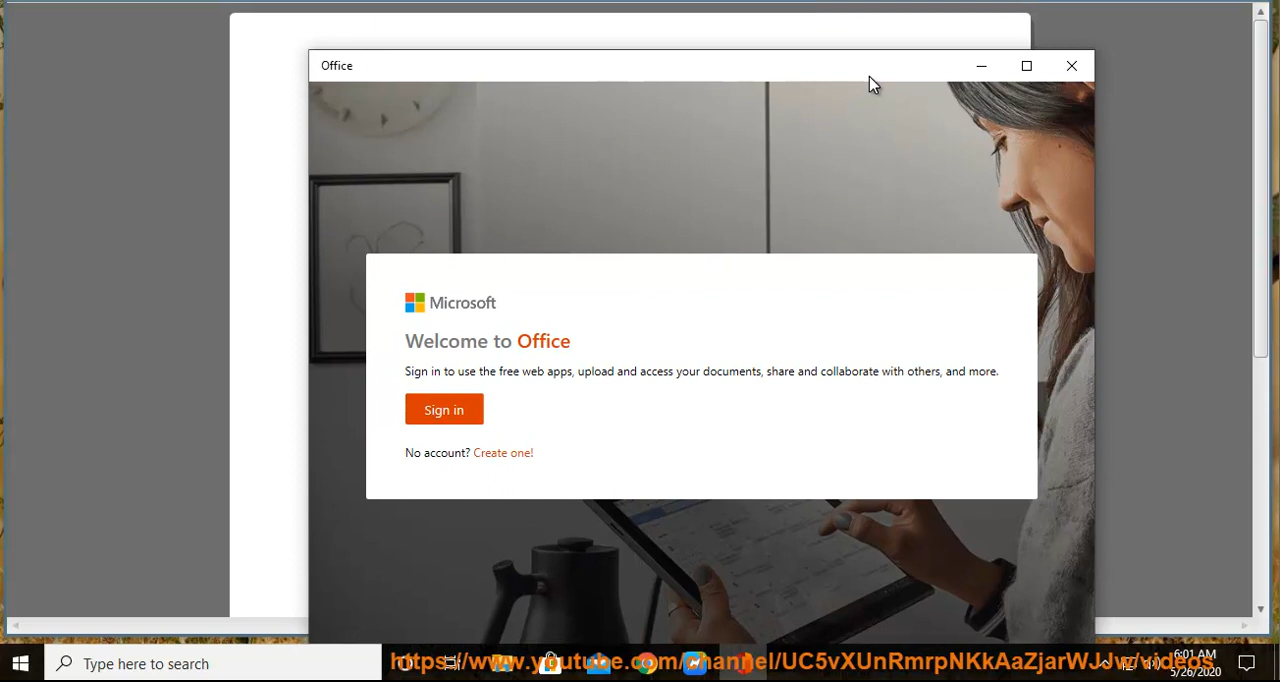 Office
Microsoft
Welcome to Office
Sign in to use the free web apps, upload and access your documents, share and collaborate with others, and more.
Sign in
No account? Create one!
Type here to search
https://www.youtube.com/channel/UC5vXUnRmrpNKkAaZjarWJJw/videos
6:01 AM
5/26/2020